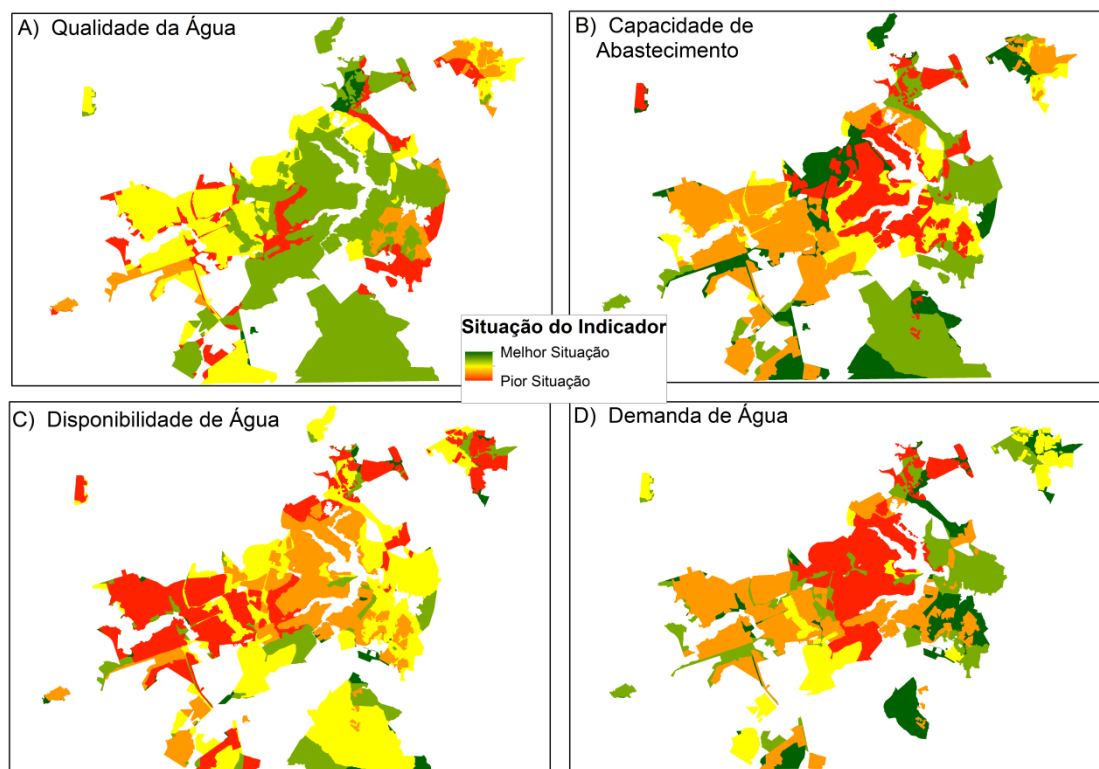 A) Qualidade da Água
B) Capacidade de
Abastecimento
Situação do Indicador
Melhor Situação
Pior Situação
C) Disponibilidade de Água
D) Demanda de Água